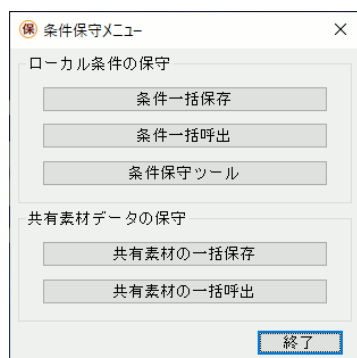 保 条件保守メニュー
ローカル条件の保守
条件一括保存
条件一括呼出
条件保守ツール
共有素材データの保守
共有素材の一括保存
共有素材の一括呼出
終了